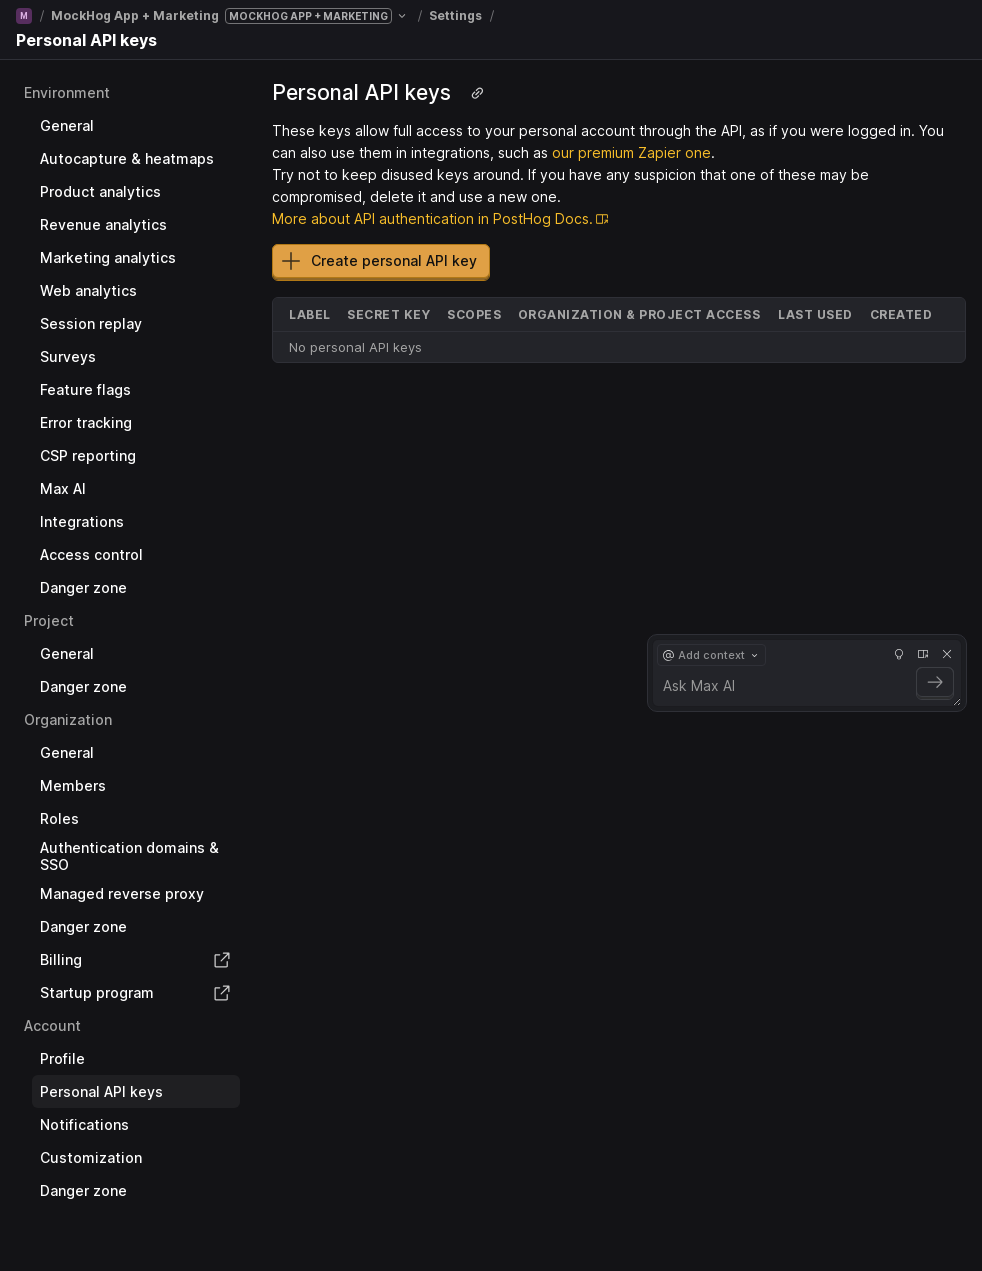 M / MockHog App + Marketing MOCKHOG APP + MARKETING / Settings /
Personal API keys
Environment
General
Autocapture & heatmaps
Product analytics
Revenue analytics
Marketing analytics
Web analytics
Session replay
Surveys
Feature flags
Error tracking
CSP reporting
Max AI
Integrations
Access control
Danger zone
Project
General
Danger zone
Organization
General
Members
Roles
Authentication domains &
SSO
Managed reverse proxy
Danger zone
Billing
Startup program
Account
Profile
Personal API keys
Notifications
Customization
Danger zone
Personal API keys
These keys allow full access to your personal account through the API, as if you were logged in. You
can also use them in integrations, such as our premium Zapier one.
Try not to keep disused keys around. If you have any suspicion that one of these may be
compromised, delete it and use a new one.
More about API authentication in PostHog Docs.
Create personal API key
LABEL SECRET KEY SCOPES ORGANIZATION & PROJECT ACCESS LAST USED CREATED
No personal API keys
@ Add context
Ask Max AI